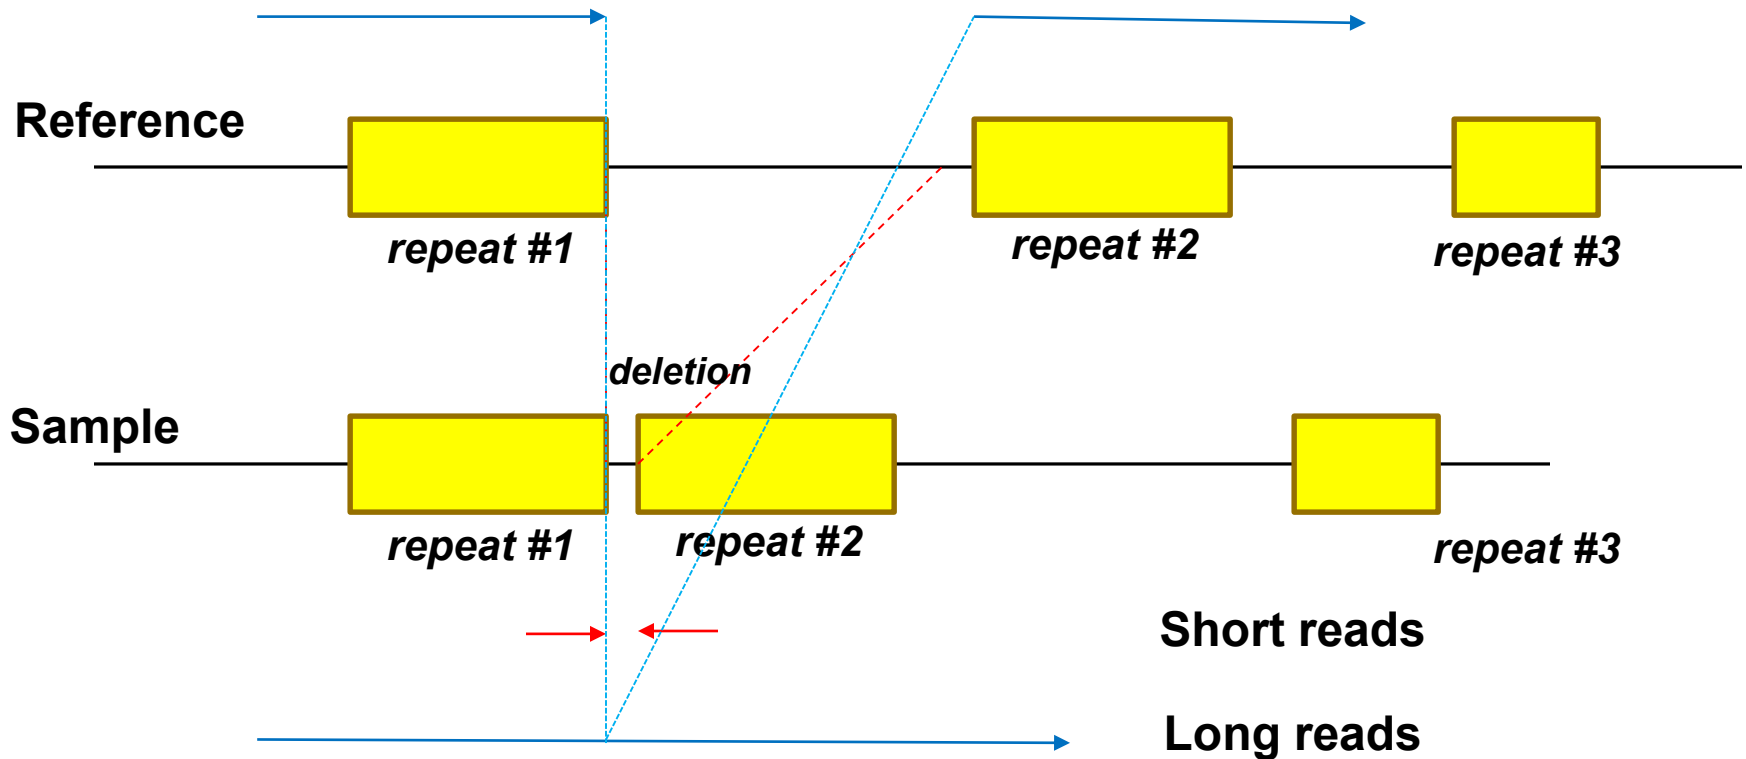 Reference
repeat #1
repeat #2
repeat #3
deletion
Sample
repeat #1
repeat #2
repeat #3
Short reads
Long reads